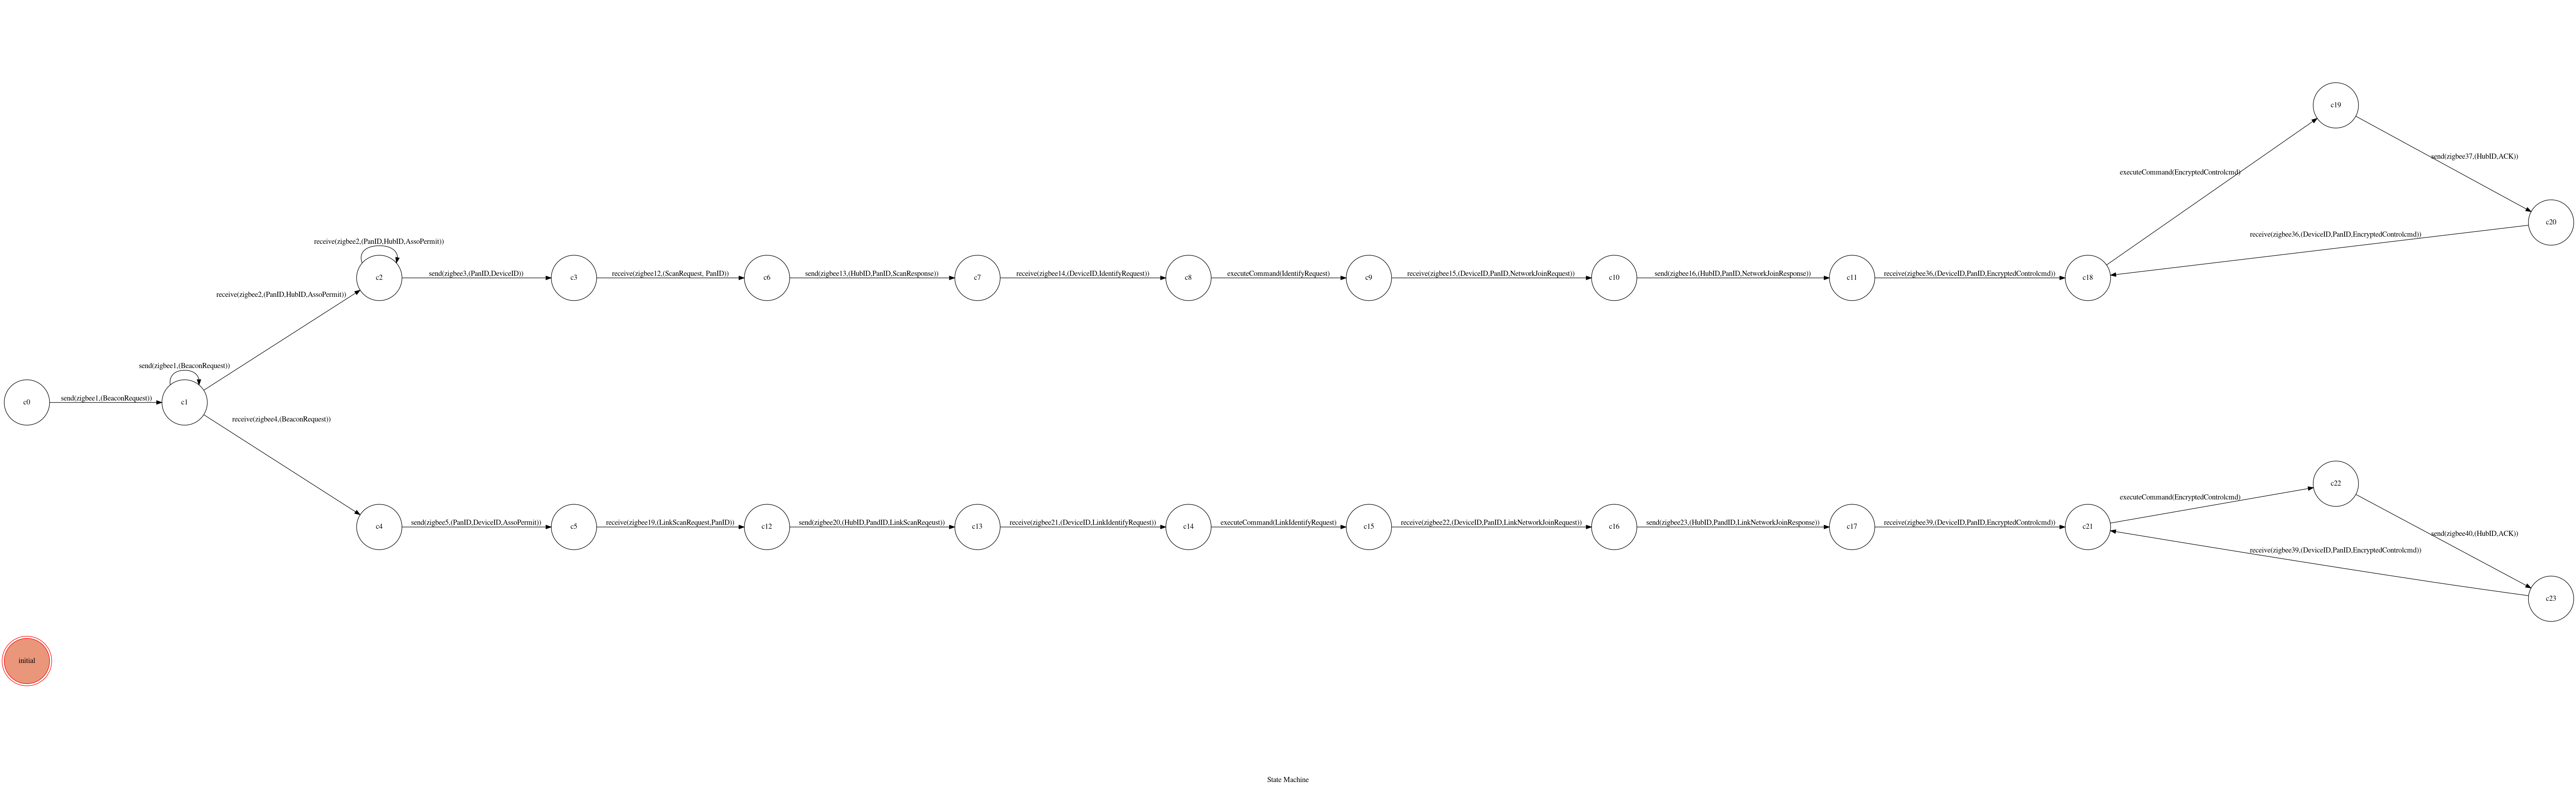 c19
send(zigbee37,(HubID,ACK))
executeCommand(EncryptedControlcmd)
c20
receive(zigbee36,(DeviceID,PanID,EncryptedControlcmd))
receive(zigbee2,(PanID,HubID,AssoPermit))
c2
send(zigbee3,(PanID,DeviceID))
c3
receive(zigbee12,(ScanRequest, PanID))
c6
send(zigbee13,(HubID,PanID,ScanResponse))
c7
receive(zigbee14,(DeviceID,IdentifyRequest))
c8
executeCommand(IdentifyRequest)
c9
receive(zigbee15,(DeviceID,PanID,NetworkJoinRequest))
c10
send(zigbee16,(HubID,PanID,NetworkJoinResponse))
c11
receive(zigbee36,(DeviceID,PanID,EncryptedControlcmd))
c18
receive(zigbee2,(PanID,HubID,AssoPermit))
send(zigbee1,(BeaconRequest))
c0
send(zigbee1,(BeaconRequest))
c1
receive(zigbee4,(BeaconRequest))
c22
executeCommand(EncryptedControlcmd)
c4
send(zigbee5,(PanID,DeviceID,AssoPermit))
c5
receive(zigbee19,(LinkScanRequest,PanID))
c12
send(zigbee20,(HubID,PandID,LinkScanReqeust))
c13
receive(zigbee21,(DeviceID,LinkIdentifyRequest))
c14
executeCommand(LinkIdentifyRequest)
c15
receive(zigbee22,(DeviceID,PanID,LinkNetworkJoinRequest))
c16
send(zigbee23,(HubID,PandID,LinkNetworkJoinResponse))
c17
receive(zigbee39,(DeviceID,PanID,EncryptedControlcmd))
c21
send(zigbee40,(HubID,ACK))
receive(zigbee39,(DeviceID,PanID,EncryptedControlcmd))
c23
initial
State Machine